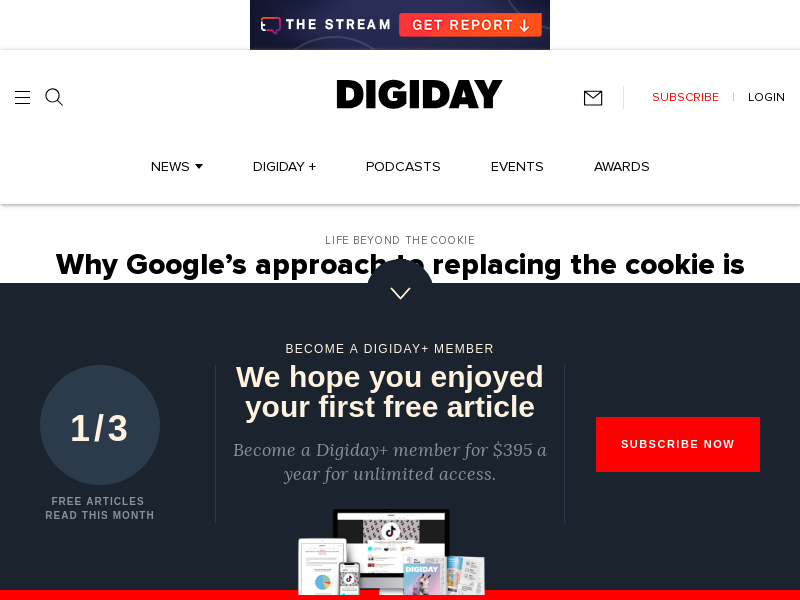 THE STREAM GET REPORT
DIGIDAY
SUBSCRIBE
LOGIN
NEWS
DIGIDAY +
PODCASTS
EVENTS
AWARDS
LIFE BEYOND THE COOKIE
Why Google’s approach to replacing the cookie is
BECOME A DIGIDAY+ MEMBER
We hope you enjoyed
your first free article
Become a Digiday+ member for $395 a
year for unlimited access.
1/3
FREE ARTICLES
READ THIS MONTH
SUBSCRIBE NOW
DIGIDAY